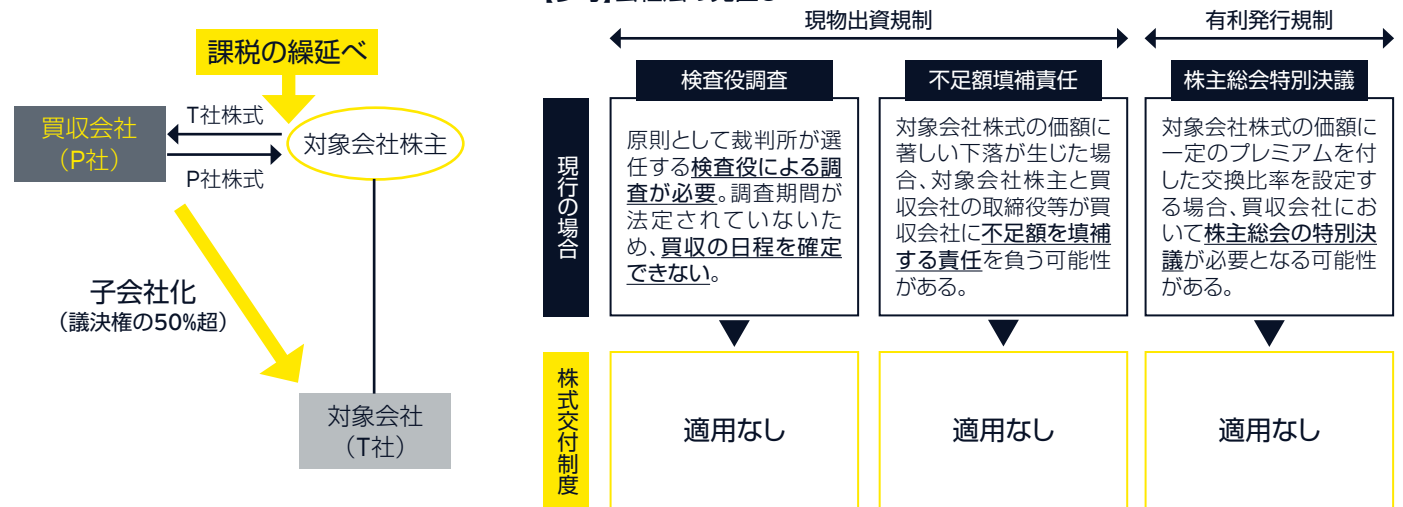 課税の繰延べ
買収会社
（P社）
T社株式
P社株式
対象会社株主
子会社化
（議決権の50%超）
対象会社
（T社）
現物出資規制
有利発行規制
検査役調査
不足額填補責任
株主総会特別決議
現行の場合
原則として裁判所が選
任する検査役による調
査が必要。調査期間が
法定されていないた
め、買収の日程を確定
できない。
対象会社株式の価額に
著しい下落が生じた場
合、対象会社株主と買
収会社の取締役等が買
収会社に不足額を填補
する責任を負う可能性
がある。
対象会社株式の価額に
一定のプレミアムを付
した交換比率を設定す
る場合、買収会社にお
いて株主総会の特別決
議が必要となる可能性
がある。
株式交付制度
適用なし
適用なし
適用なし